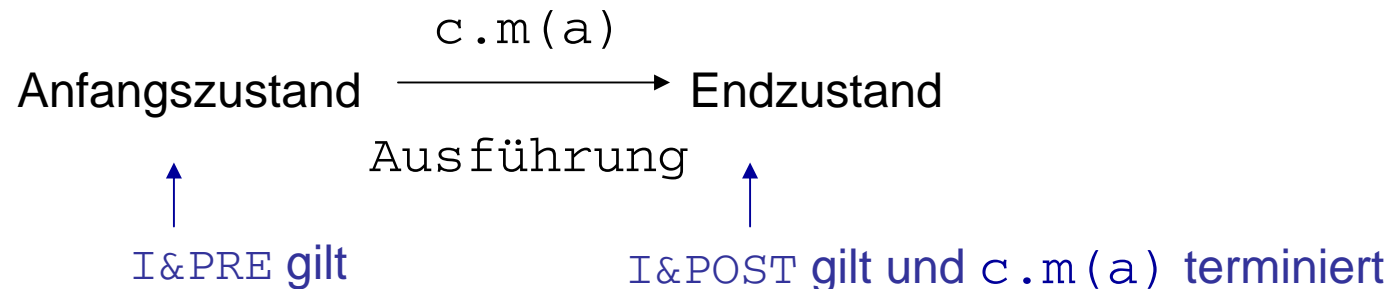 c.m(a)
Anfangszustand Endzustand
Ausführung
I&PRE gilt I&POST gilt und c.m(a) terminiert